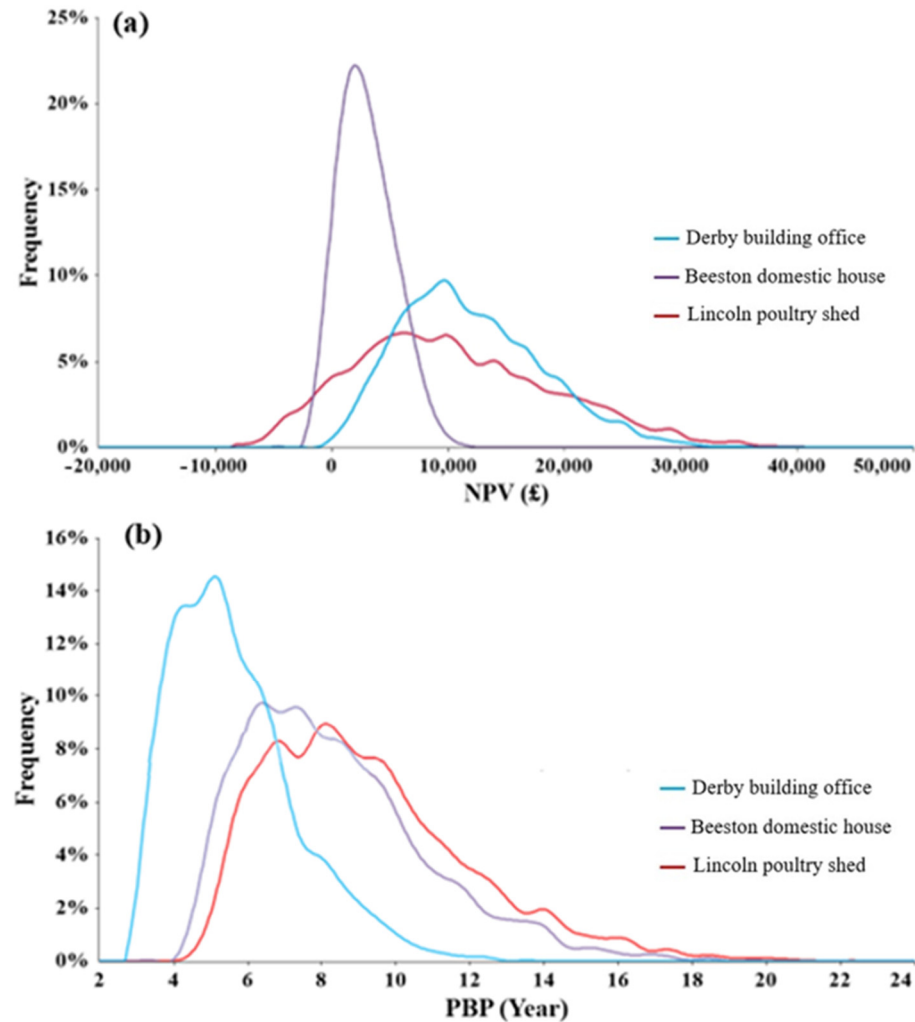 (a)
25%
20%
15%
10%
5%
0%
Frequency
-20,000 -10,000 0 10,000 20,000 30,000 40,000 50,000
NPV (£)
Derby building office
Beeston domestic house
Lincoln poultry shed
(b)
16%
14%
12%
10%
8%
6%
4%
2%
0%
Frequency
2 4 6 8 10 12 14 16 18 20 22 24
PBP (Year)
Derby building office
Beeston domestic house
Lincoln poultry shed